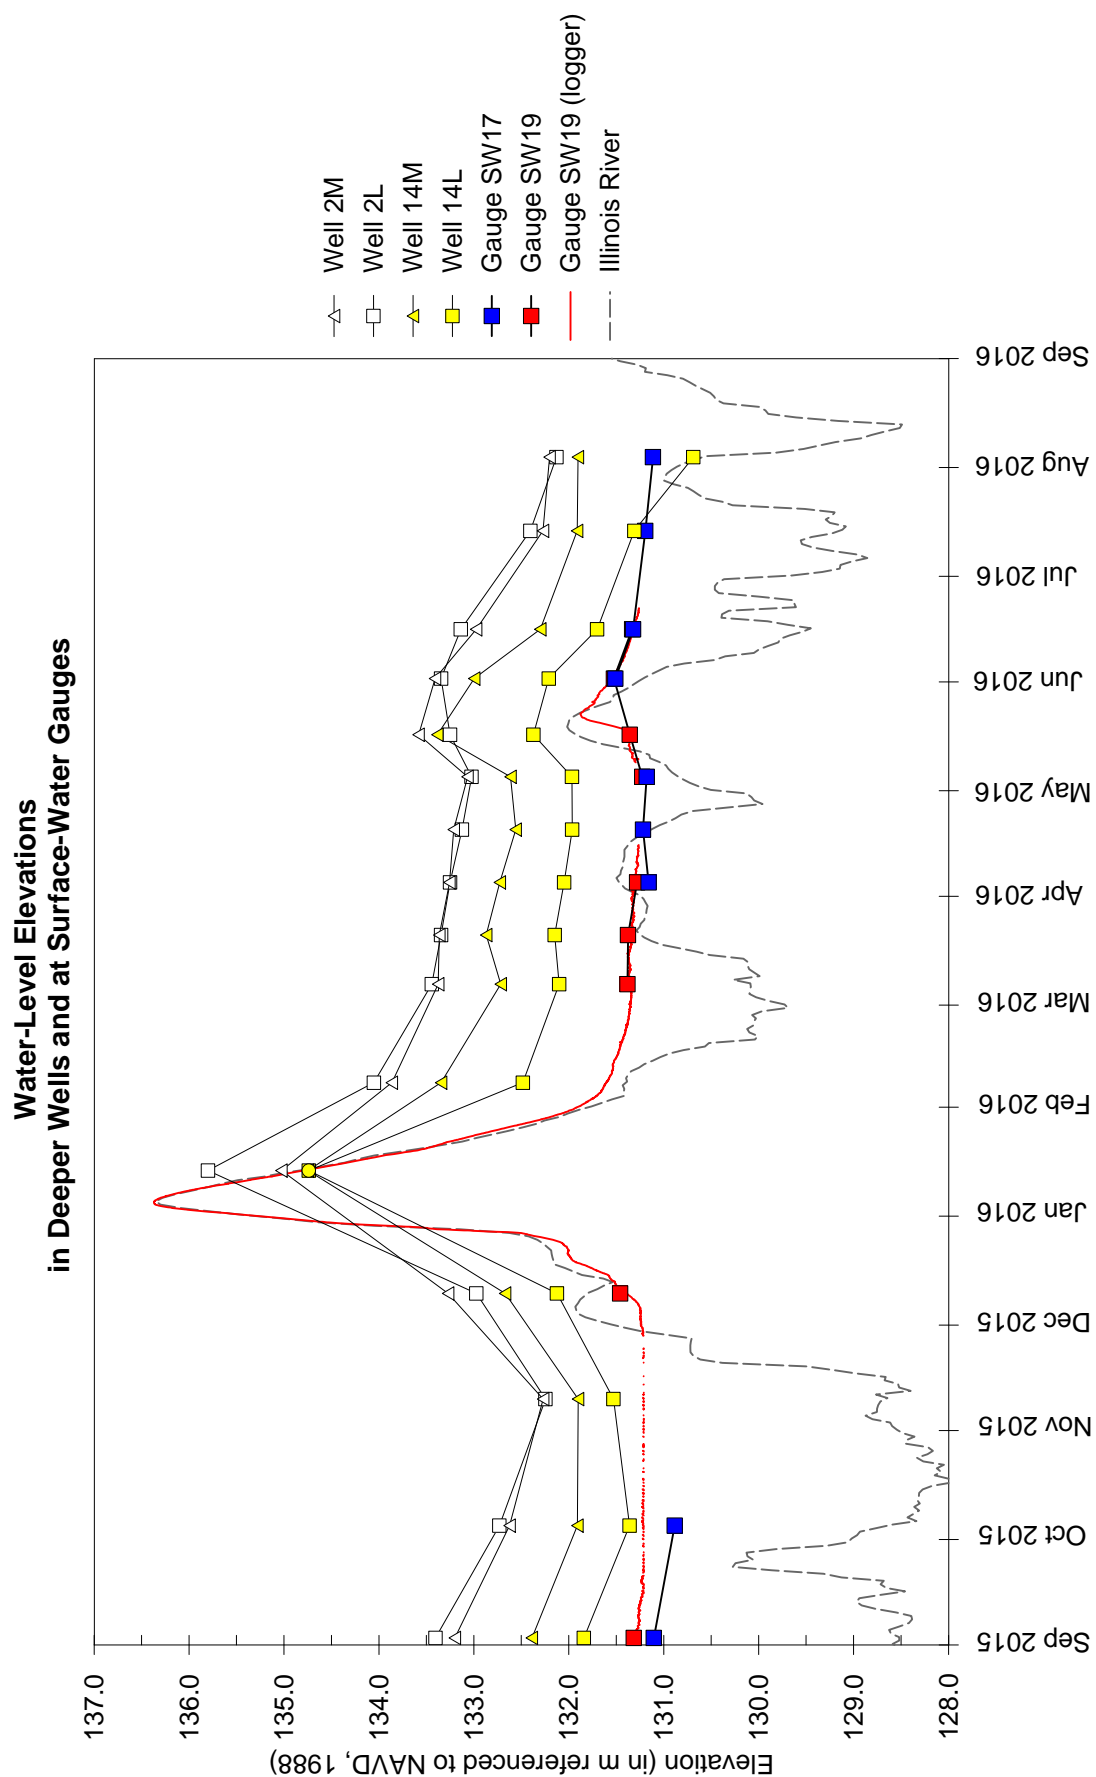 Water-Level Elevations
in Deeper Wells and at Surface-Water Gauges
Elevation (in m referenced to NAVD, 1988)
137.0
136.0
135.0
134.0
133.0
132.0
131.0
130.0
129.0
128.0
Sep 2015
Oct 2015
Nov 2015
Dec 2015
Jan 2016
Feb 2016
Mar 2016
Apr 2016
May 2016
Jun 2016
Jul 2016
Aug 2016
Sep 2016
Well 2M
Well 2L
Well 14M
Well 14L
Gauge SW17
Gauge SW19
Gauge SW19 (logger)
Illinois River